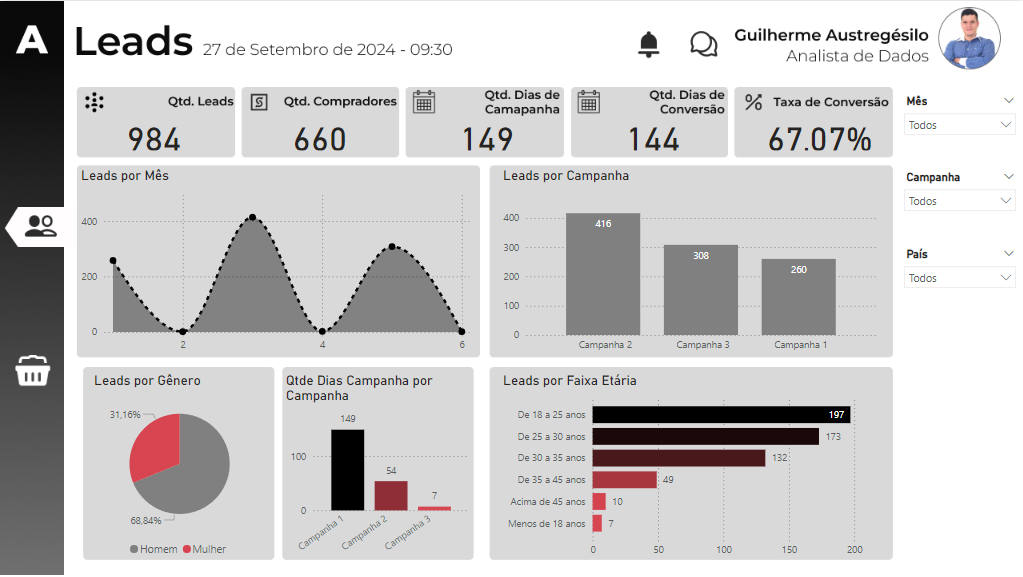 A
Leads 27 de Setembro de 2024 - 09:30
Guilherme Austregésilo
Analista de Dados
Qtd. Leads
984
Qtd. Compradores
660
Qtd. Dias de
Camapanha
149
Qtd. Dias de
Conversão
144
Taxa de Conversão
67.07%
Mês
Todos
Campanha
Todos
País
Todos
Leads por Mês
400
200
0
2 4 6
Leads por Campanha
400
300
200
100
0
416
308
260
Campanha 2 Campanha 3 Campanha 1
Leads por Gênero
31,16%
68,84%
Homem Mulher
Qtde Dias Campanha por
Campanha
100
0
149
54
7
Campanha 1 Campanha 2 Campanha 3
Leads por Faixa Etária
De 18 a 25 anos 197
De 25 a 30 anos 173
De 30 a 35 anos 132
De 35 a 45 anos 49
Acima de 45 anos 10
Menos de 18 anos 7
0 50 100 150 200